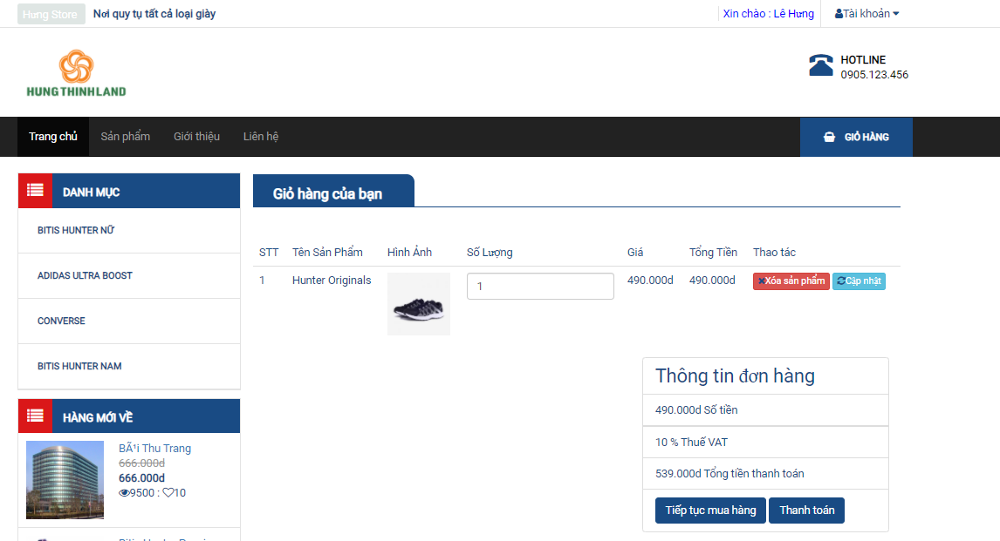 Hưng Store Nơi quy tụ tất cả loại giày Xin chào : Lê Hưng Tài khoản
HUNG THINH LAND
HOTLINE
0905.123.456
Trang chủ Sản phẩm Giới thiệu Liên hệ GIỎ HÀNG
DANH MỤC
BITIS HUNTER NỮ
ADIDAS ULTRA BOOST
CONVERSE
BITIS HUNTER NAM
HÀNG MỚI VỀ
BÃ¹i Thu Trang
666.000đ
666.000đ
9500 : 10
Giỏ hàng của bạn
STT Tên Sản Phẩm Hình Ảnh Số Lượng Giá Tổng Tiền Thao tác
1 Hunter Originals 1 490.000đ 490.000đ Xóa sản phẩm Cập nhật
Thông tin đơn hàng
490.000đ Số tiền
10 % Thuế VAT
539.000đ Tổng tiền thanh toán
Tiếp tục mua hàng Thanh toán